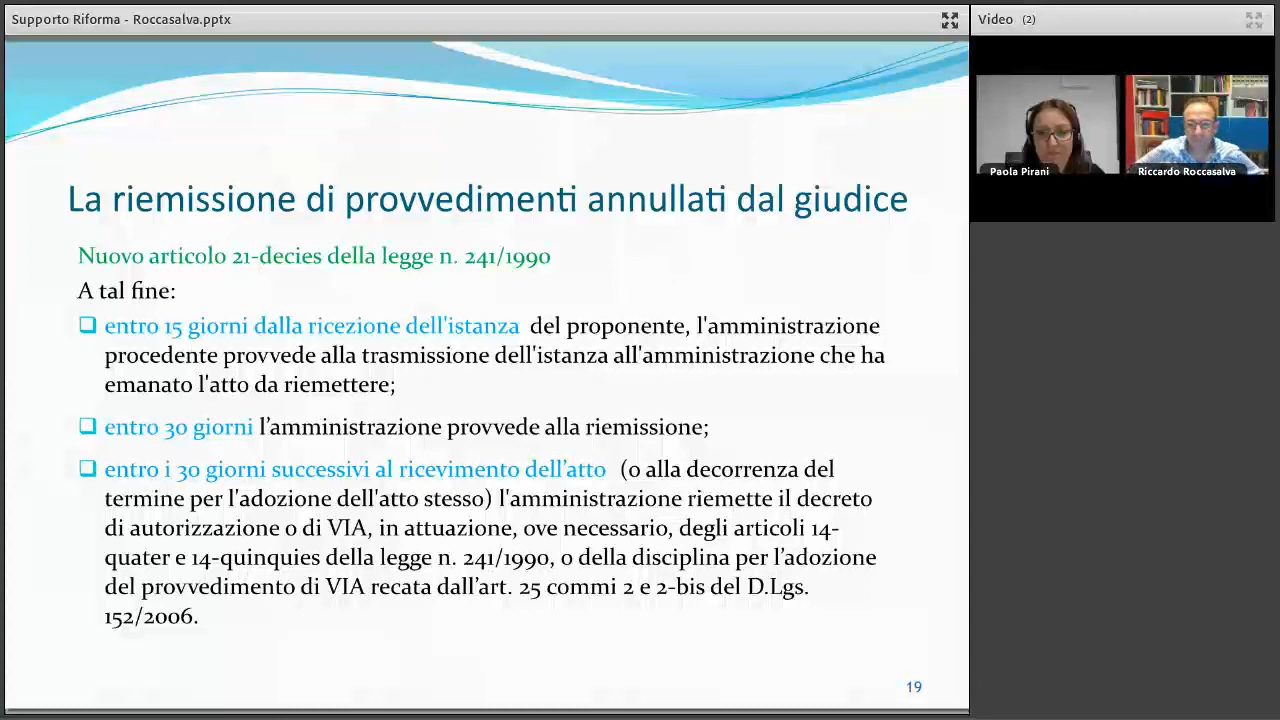 Supporto Riforma - Roccasalva.pptx
Video (2)
Paola Pirani
Riccardo Roccasalva
La riemissione di provvedimenti annullati dal giudice
Nuovo articolo 21-decies della legge n. 241/1990
A tal fine:
entro 15 giorni dalla ricezione dell'istanza del proponente, l'amministrazione
procedente provvede alla trasmissione dell'istanza all'amministrazione che ha
emanato l'atto da riemettere;
entro 30 giorni l’amministrazione provvede alla riemissione;
entro i 30 giorni successivi al ricevimento dell’atto (o alla decorrenza del
termine per l'adozione dell'atto stesso) l'amministrazione riemette il decreto
di autorizzazione o di VIA, in attuazione, ove necessario, degli articoli 14-
quater e 14-quinquies della legge n. 241/1990, o della disciplina per l’adozione
del provvedimento di VIA recata dall’art. 25 commi 2 e 2-bis del D.Lgs.
152/2006.
19